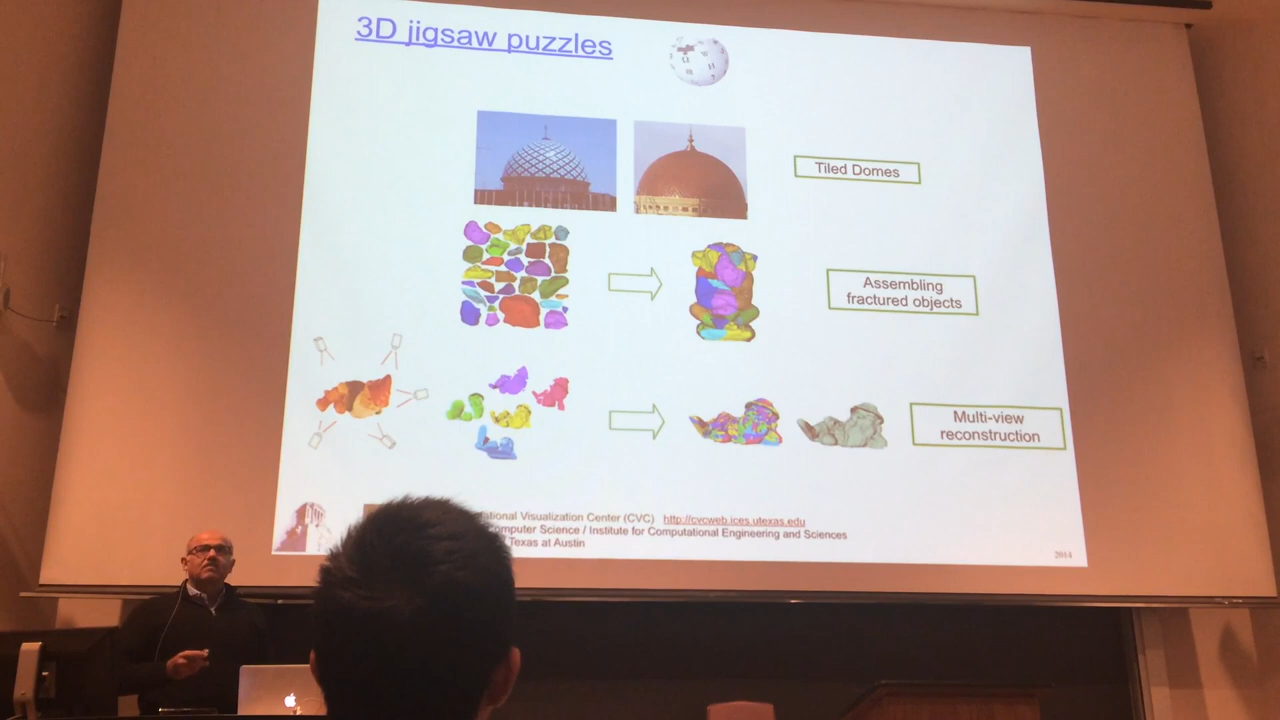 3D jigsaw puzzles
Tiled Domes
Assembling
fractured objects
Multi-view
reconstruction
Visualization Center (CVC) http://cvcweb.ices.utexas.edu
Computer Science / Institute for Computational Engineering and Sciences
Texas at Austin
2014